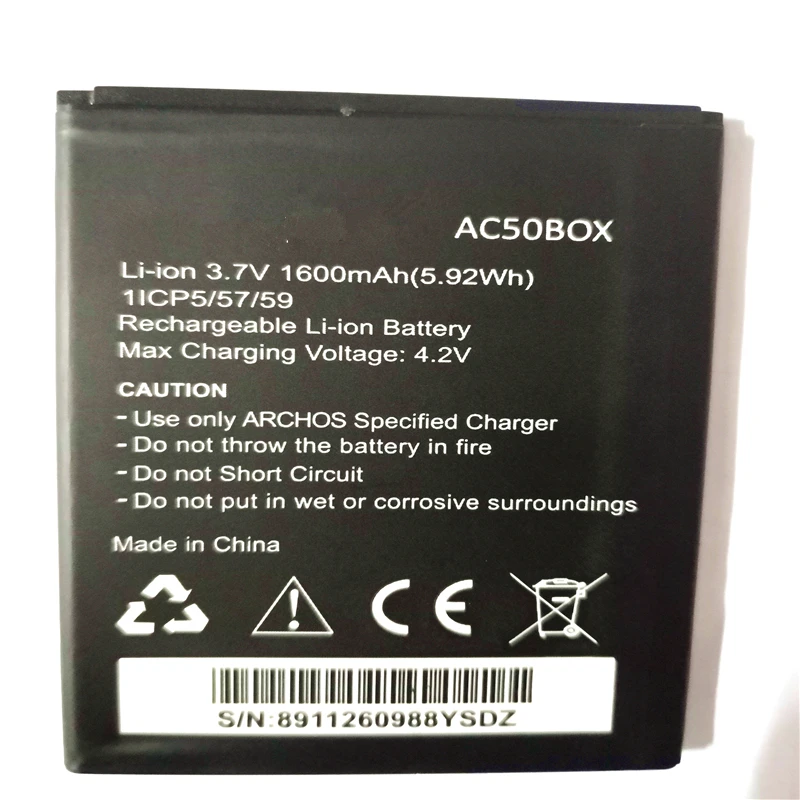 AC50BOX
Li-ion 3.7V 1600mAh(5.92Wh)
1ICP5/57/59
Rechargeable Li-ion Battery
Max Charging Voltage: 4.2V
CAUTION
- Use only ARCHOS Specified Charger
- Do not throw the battery in fire
- Do not Short Circuit
- Do not put in wet or corrosive surroundings
Made in China
CE
S/N:8911260988YSDZ